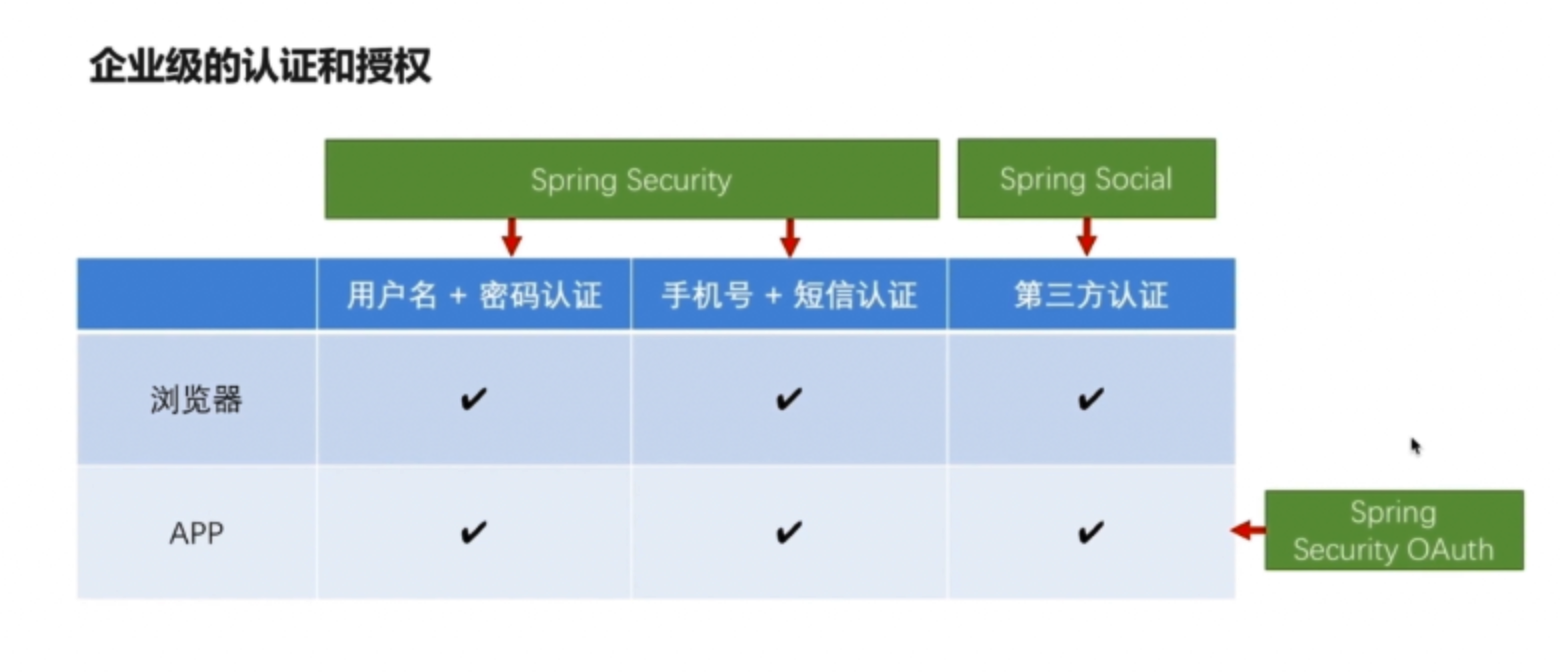 企业级的认证和授权
Spring Security
Spring Social
用户名 + 密码认证
手机号 + 短信认证
第三方认证
浏览器
✔ ✔ ✔
APP
✔ ✔ ✔
Spring
Security OAuth